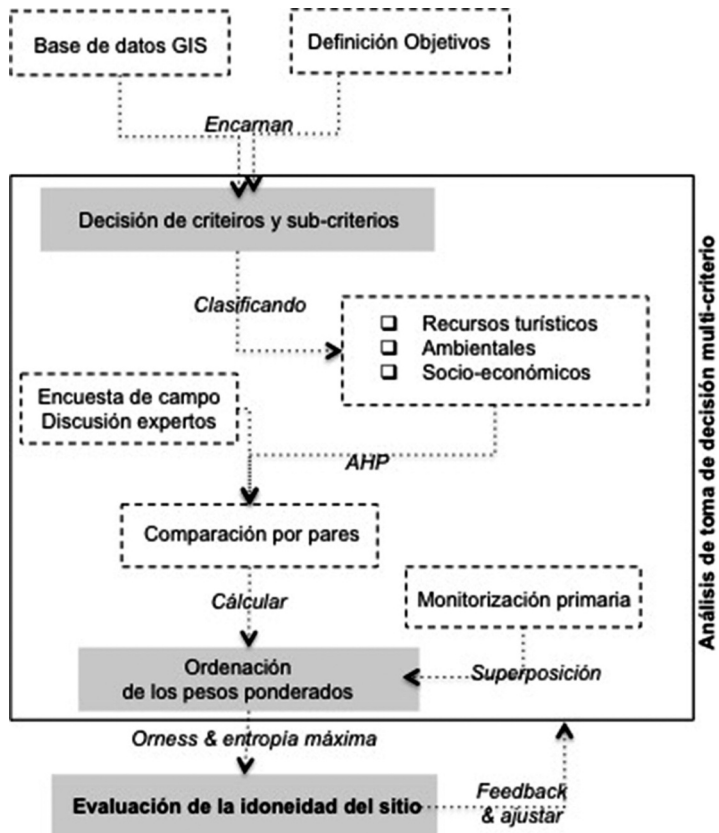 Base de datos GIS
Definición Objetivos
Encarnan
Decisión de criteiros y sub-criterios
Clasificando
❑ Recursos turísticos
❑ Ambientales
❑ Socio-económicos
Encuesta de campo
Discusión expertos
AHP
Comparación por pares
Cálcular
Monitorización primaria
Ordenación
de los pesos ponderados
Superposición
Análisis de toma de decisión multi-criterio
Orness & entropía máxima
Evaluación de la idoneidad del sitio
Feedback
& ajustar